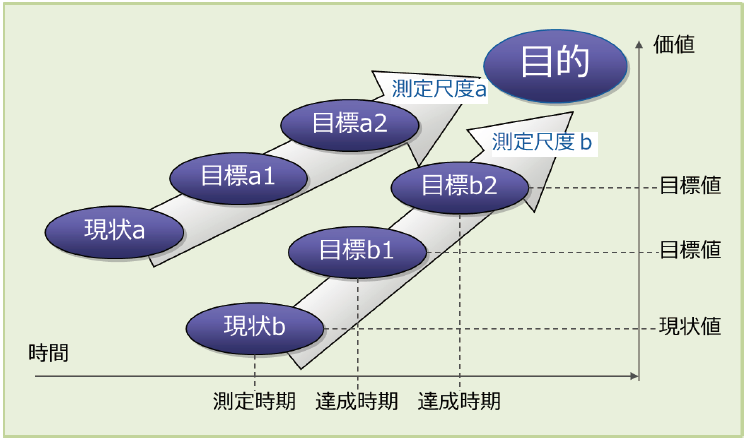 目的
価値
測定尺度a
目標a2
測定尺度b
目標a1
目標b2
目標値
現状a
目標b1
目標値
現状b
現状値
時間
測定時期
達成時期
達成時期